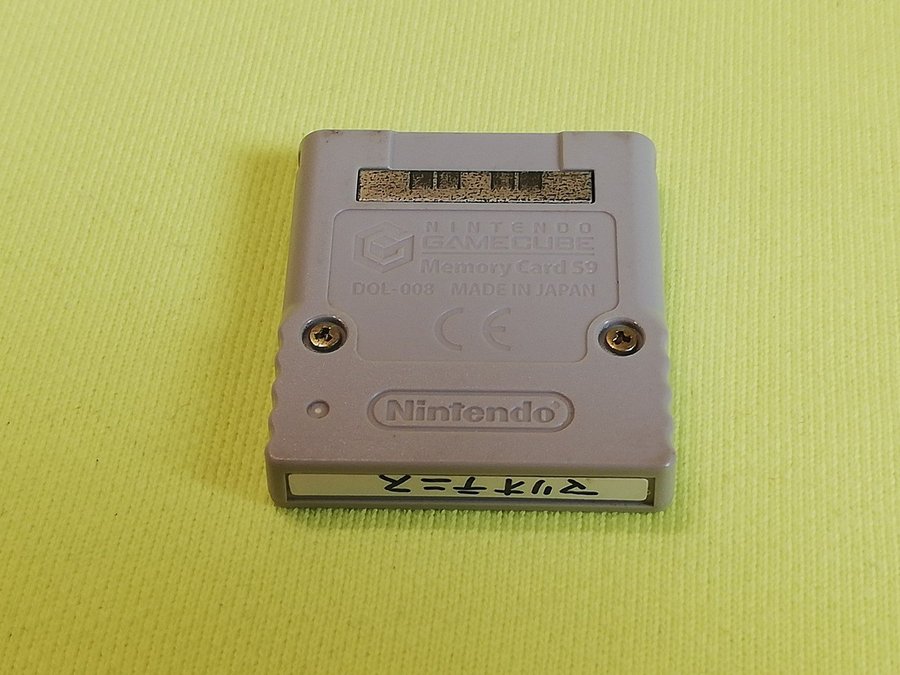 NINTENDO
GAMECUBE
Memory Card 59
DOL-008 MADE IN JAPAN
CE
Nintendo®
マリオテニス